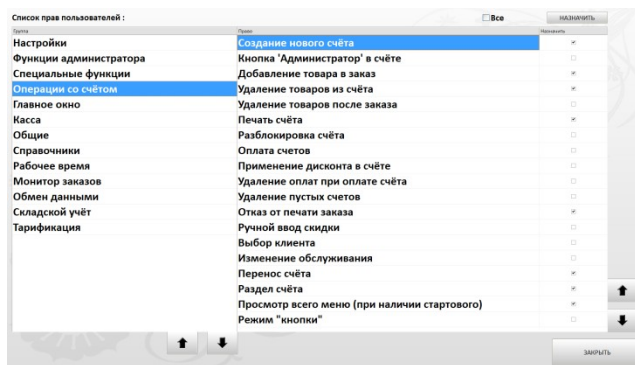 Список прав пользователей :
Все
НАЗНАЧИТЬ
Группа
Право
Назначить
Настройки
Создание нового счёта
Функции администратора
Кнопка 'Администратор' в счёте
Специальные функции
Добавление товара в заказ
Операции со счётом
Удаление товаров из счёта
Главное окно
Удаление товаров после заказа
Касса
Печать счёта
Общие
Разблокировка счёта
Справочники
Оплата счетов
Рабочее время
Применение дисконта в счёте
Монитор заказов
Удаление оплат при оплате счёта
Обмен данными
Удаление пустых счетов
Складской учёт
Отказ от печати заказа
Тарификация
Ручной ввод скидки
Выбор клиента
Изменение обслуживания
Перенос счёта
Раздел счёта
Просмотр всего меню (при наличии стартового)
Режим "кнопки"
ЗАКРЫТЬ